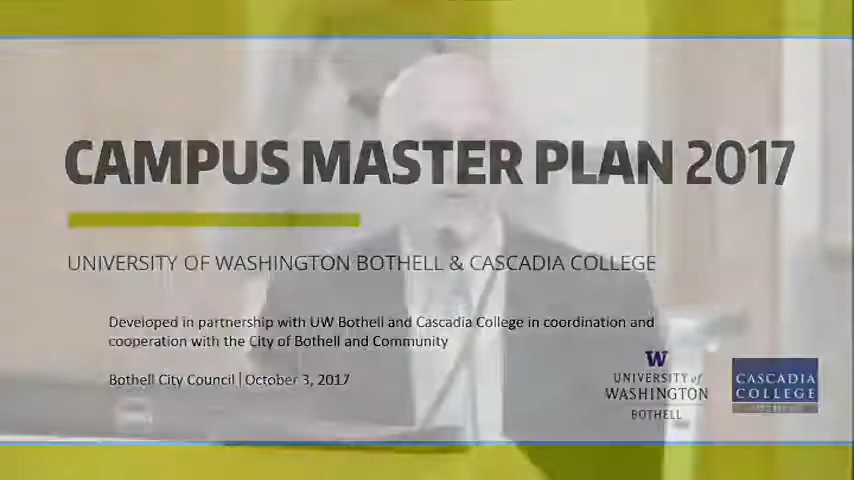 CAMPUS MASTER PLAN 2017
UNIVERSITY OF WASHINGTON BOTHELL & CASCADIA COLLEGE
Developed in partnership with UW Bothell and Cascadia College in coordination and
cooperation with the City of Bothell and Community
Bothell City Council | October 3, 2017
W
UNIVERSITY of
WASHINGTON
BOTHELL
CASCADIA
COLLEGE